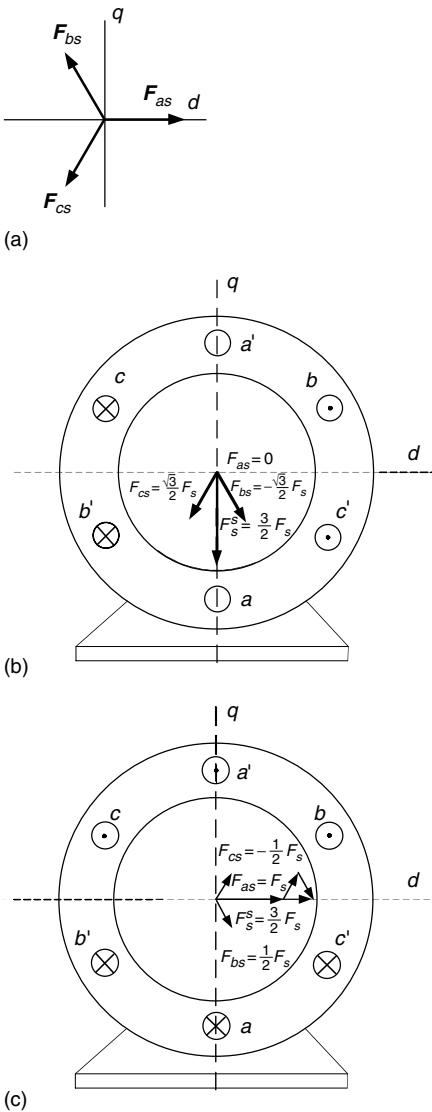 q
F_bs
F_as
d
F_cs
(a)
q
a'
c
b
F_as = 0
d
F_cs = √3/2 F_s
F_bs = −√3/2 F_s
b'
F_s^s = 3/2 F_s
c'
a
(b)
q
a'
c
b
F_cs = −1/2 F_s
F_as = F_s
d
F_s^s = 3/2 F_s
b'
c'
F_bs = 1/2 F_s
a
(c)